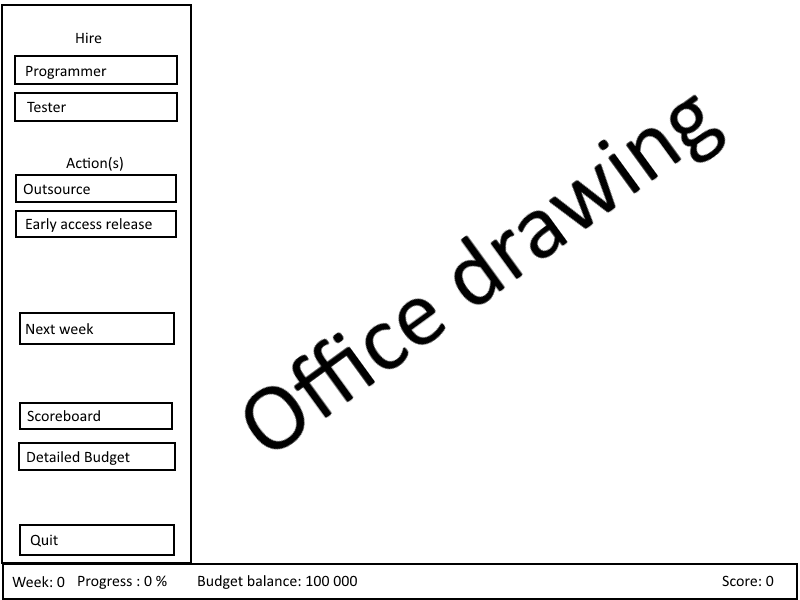 Hire
Programmer
Tester
Action(s)
Outsource
Early access release
Next week
Scoreboard
Detailed Budget
Quit
Office drawing
Week: 0 Progress : 0 % Budget balance: 100 000 Score: 0